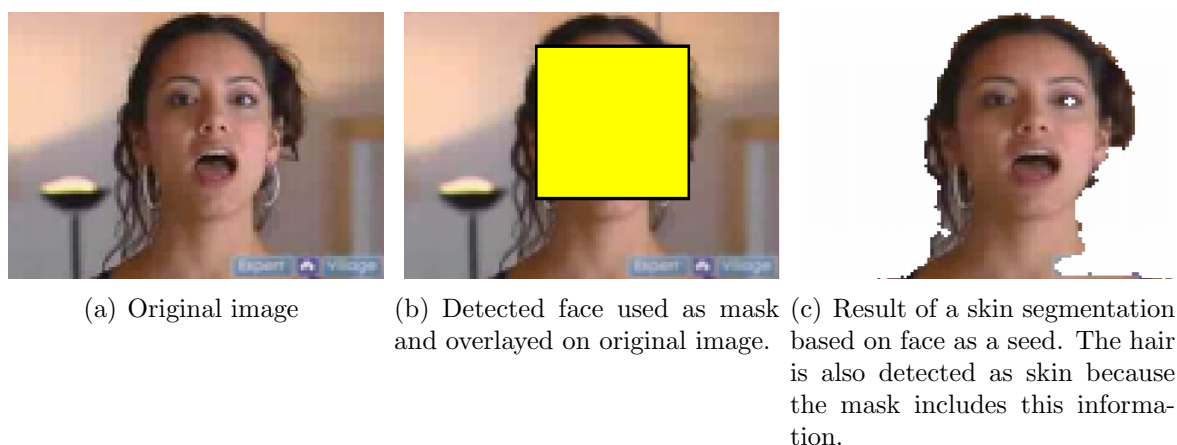 Expert Village
Expert Village
(a) Original image
(b) Detected face used as mask
and overlayed on original image.
(c) Result of a skin segmentation
based on face as a seed. The hair
is also detected as skin because
the mask includes this informa-
tion.